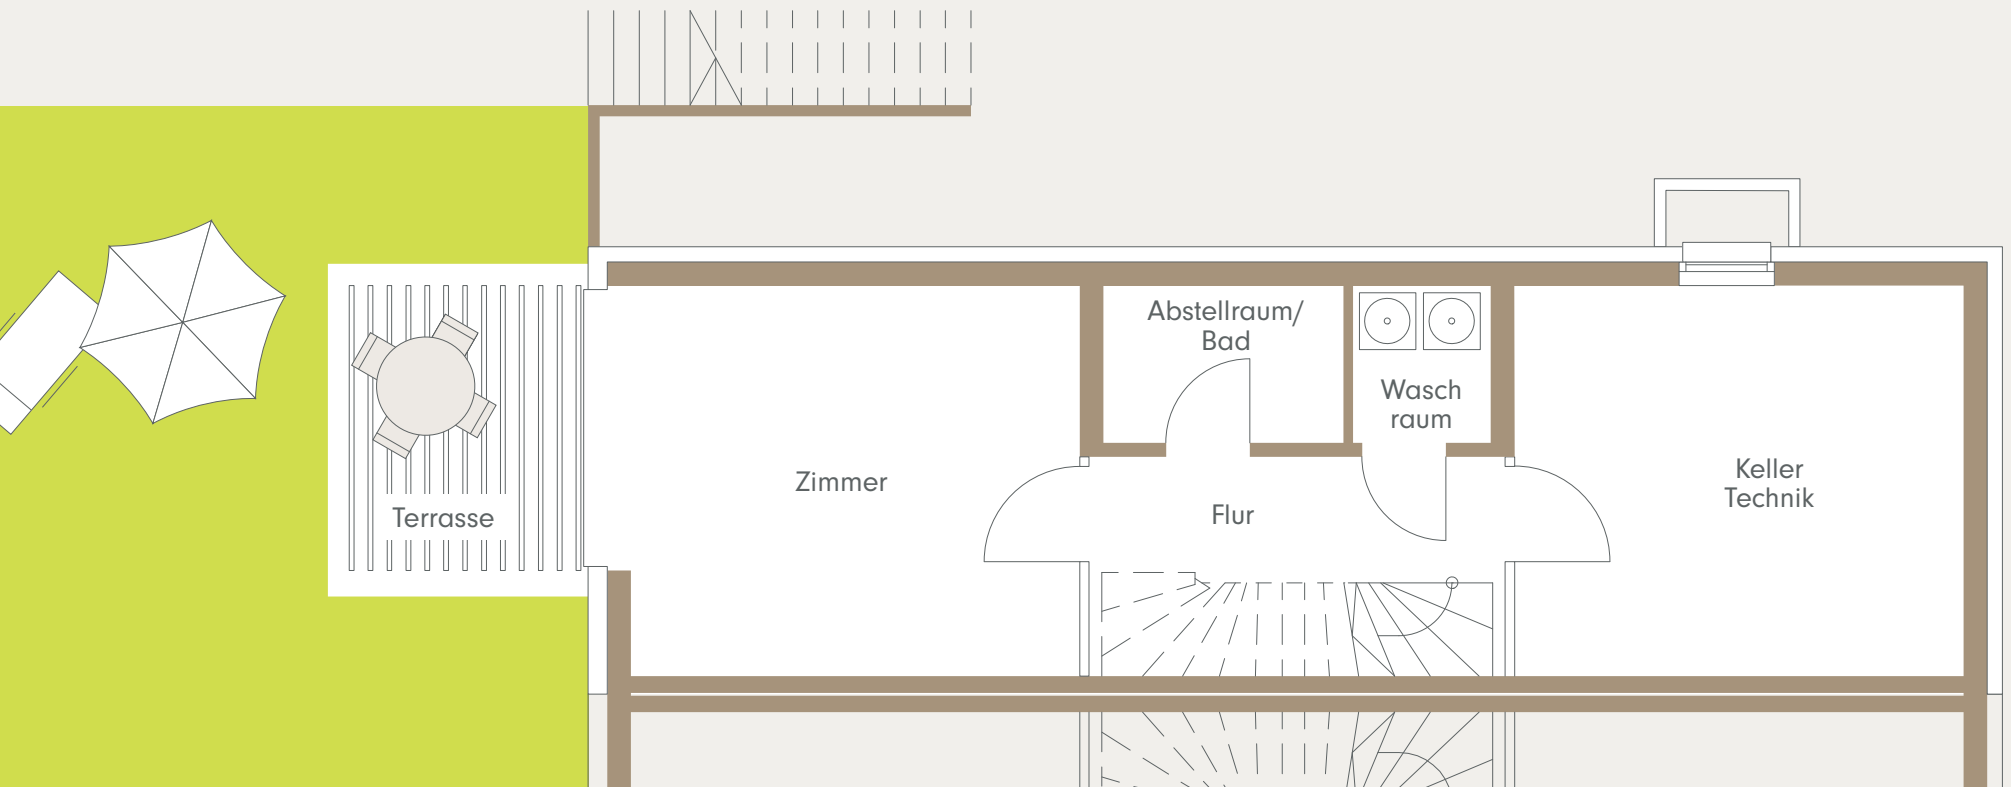 Abstellraum/
Bad
Wasch
raum
Zimmer
Keller
Technik
Terrasse
Flur